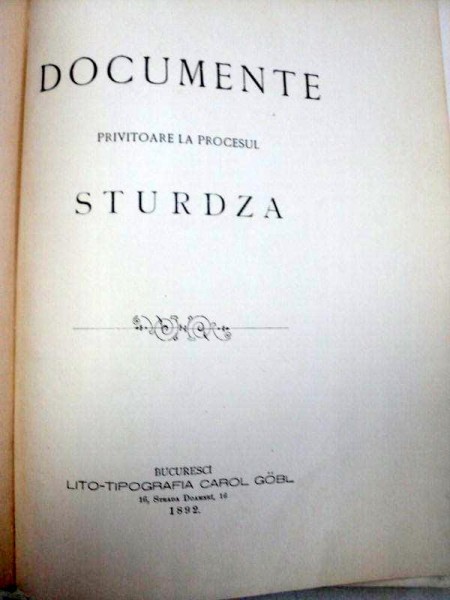 DOCUMENTE
PRIVITOARE LA PROCESUL
STURDZA
BUCURESCI
LITO-TIPOGRAFIA CAROL GÖBL
16, STRADA DOAMNEI, 16
1892.